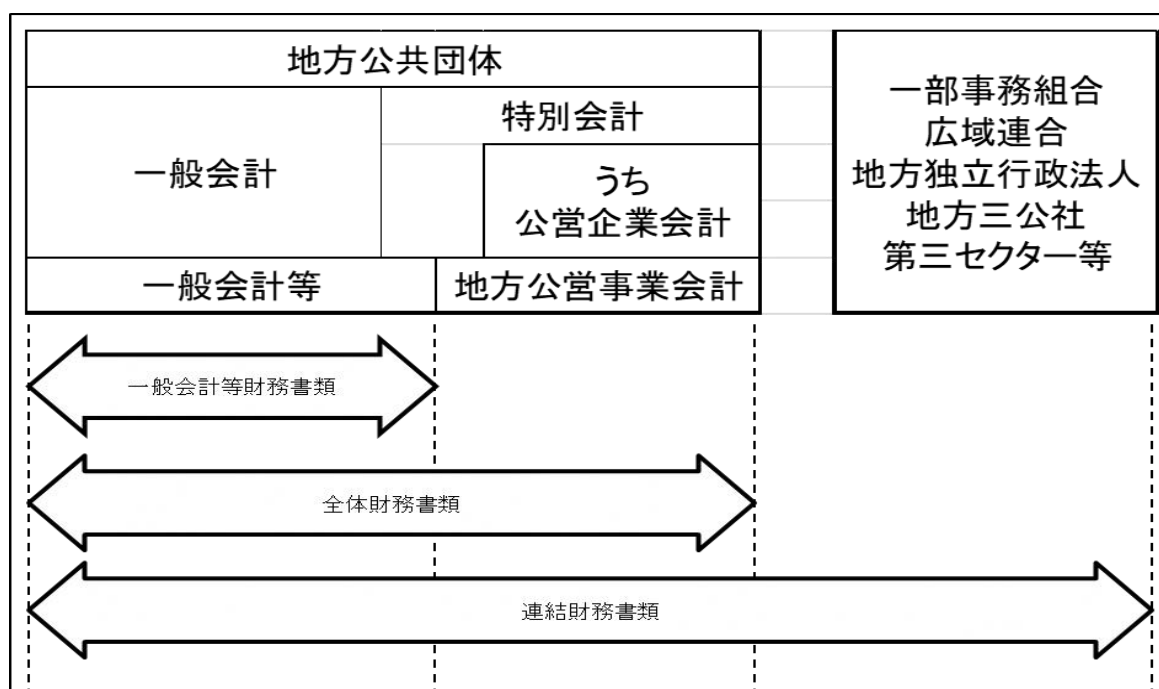 地方公共団体
一般会計
特別会計
うち
公営企業会計
一般会計等
地方公営事業会計
一部事務組合
広域連合
地方独立行政法人
地方三公社
第三セクター等
一般会計等財務書類
全体財務書類
連結財務書類